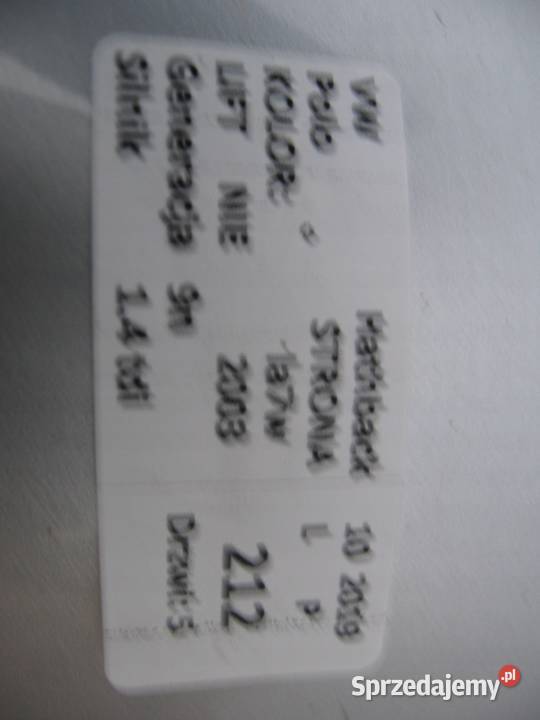 VW Hatchback 10 2019
Polo - STRONA L P
KOLOR: la7w
LIFT NIE 2003 212
Generacja 9n Drzwi: 5
Silnik 1.4 tdi
Sprzedajemy.pl